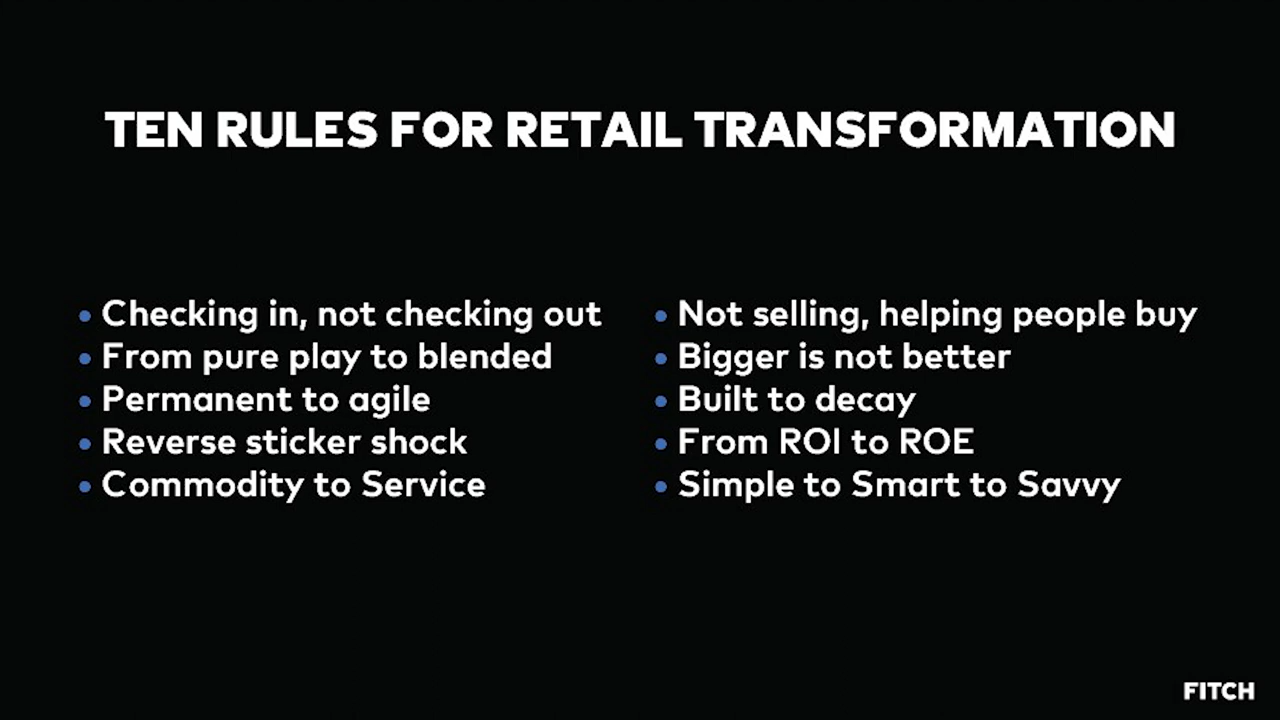 TEN RULES FOR RETAIL TRANSFORMATION
• Checking in, not checking out
• From pure play to blended
• Permanent to agile
• Reverse sticker shock
• Commodity to Service
• Not selling, helping people buy
• Bigger is not better
• Built to decay
• From ROI to ROE
• Simple to Smart to Savvy
FITCH